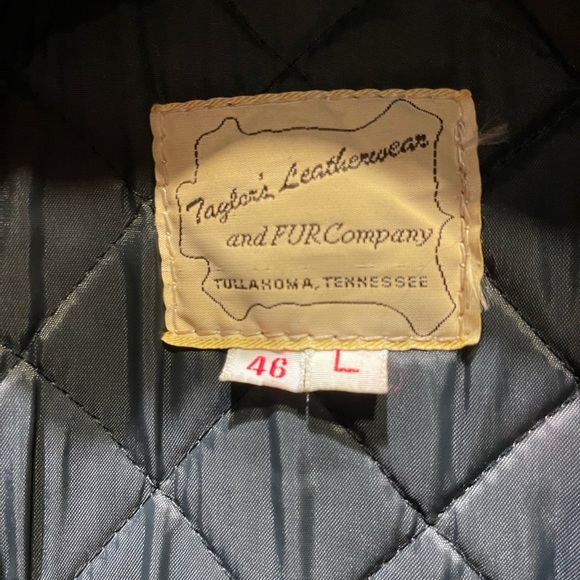 Taylor's Leatherwear
and FUR Company
TULLAHOMA, TENNESSEE
46 L